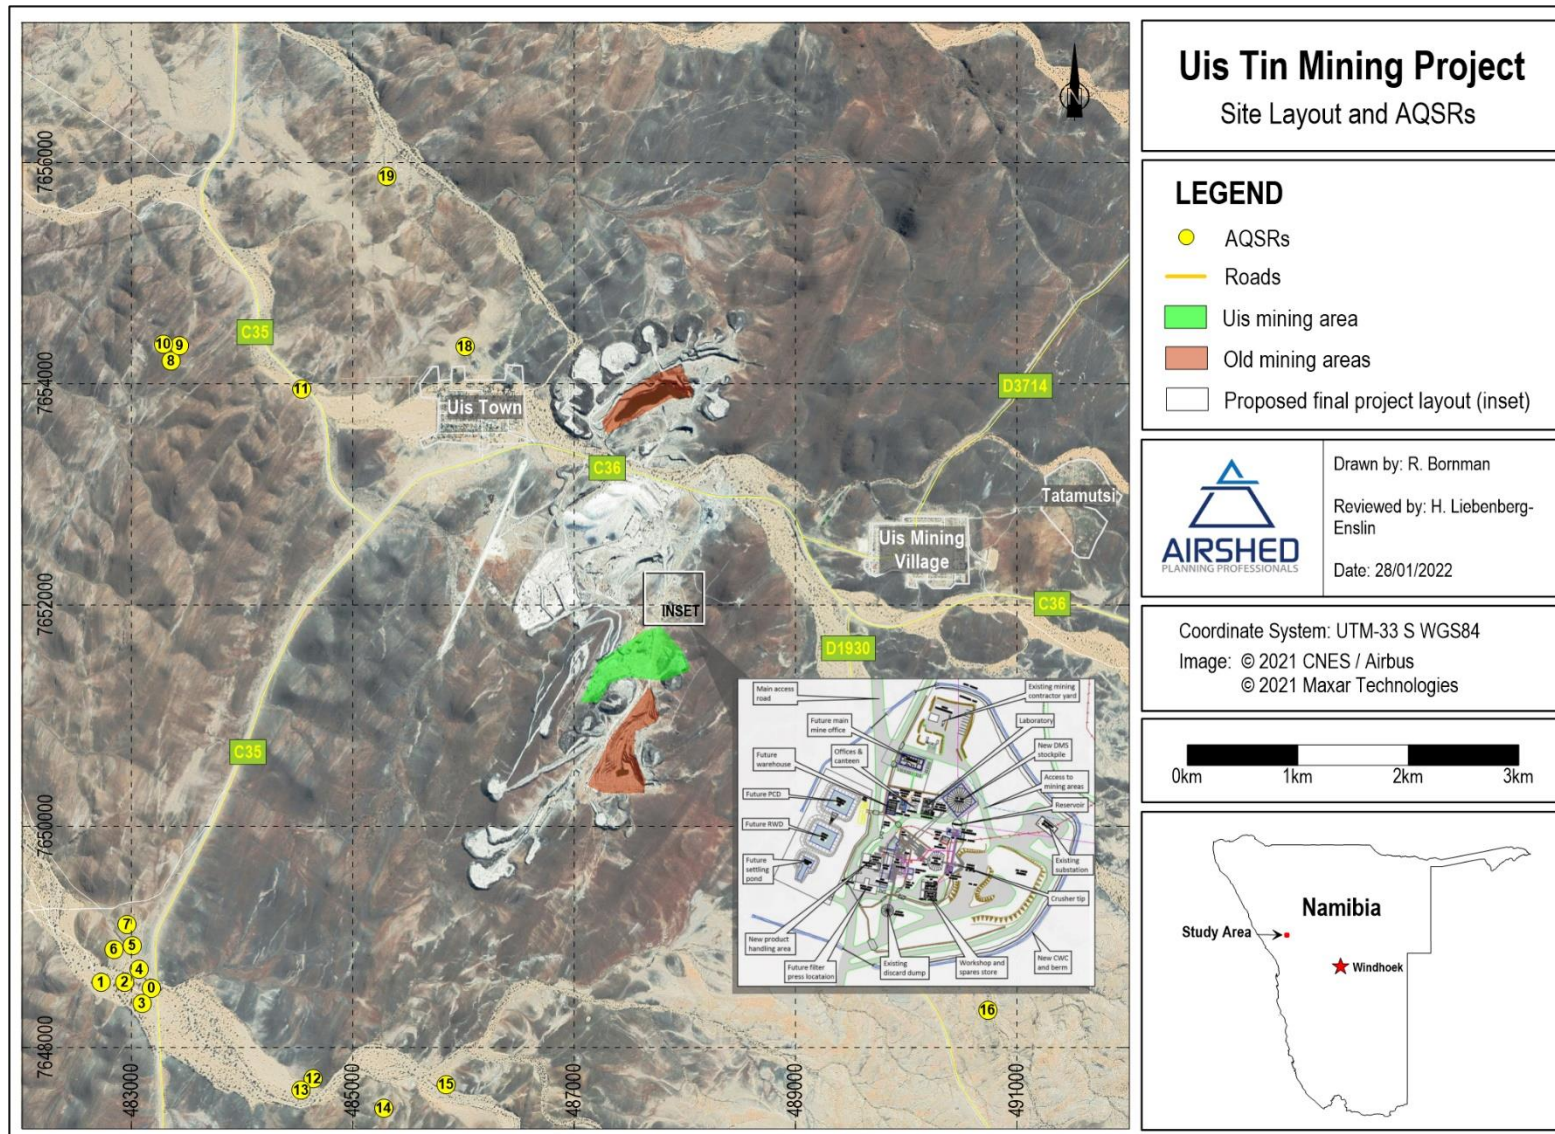 Uis Tin Mining Project
Site Layout and AQSRs
LEGEND
AQSRs
Roads
Uis mining area
Old mining areas
Proposed final project layout (inset)
AIRSHED
PLANNING PROFESSIONALS
Drawn by: R. Bornman
Reviewed by: H. Liebenberg-
Enslin
Date: 28/01/2022
Coordinate System: UTM-33 S WGS84
Image: © 2021 CNES / Airbus
© 2021 Maxar Technologies
0km 1km 2km 3km
Namibia
Study Area
Windhoek
N
7656000
7654000
7652000
7650000
7648000
483000
485000
487000
489000
491000
19
10
9
8
C35
18
11
Uis Town
D3714
C36
Tatamutsi
Uis Mining
Village
INSET
C36
D1930
C35
7
5
6
4
1
2
0
3
12
13
14
15
16
Main access
road
Existing mining
contractor yard
Future main
mine office
Laboratory
Future
warehouse
Offices &
canteen
New DMS
stockpile
Access to
mining areas
Future PCD
Reservoir
Future RWD
Future
settling
pond
Existing
substation
Crusher tip
New product
handling area
Future filter
press locataion
Existing
discard dump
Workshop and
spares store
New CWC
and berm